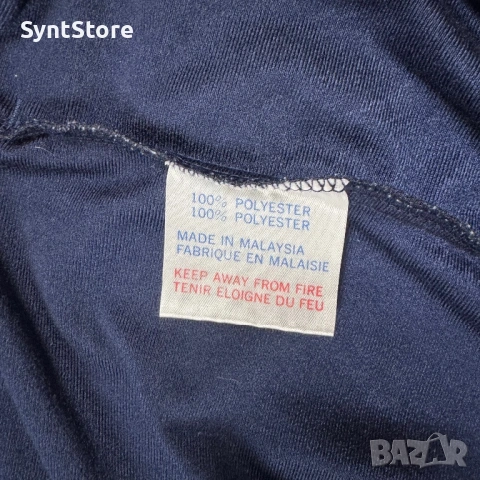 SyntStore
100% POLYESTER
100% POLYESTER
MADE IN MALAYSIA
FABRIQUE EN MALAISIE
KEEP AWAY FROM FIRE
TENIR ELOIGNE DU FEU
BAZAR